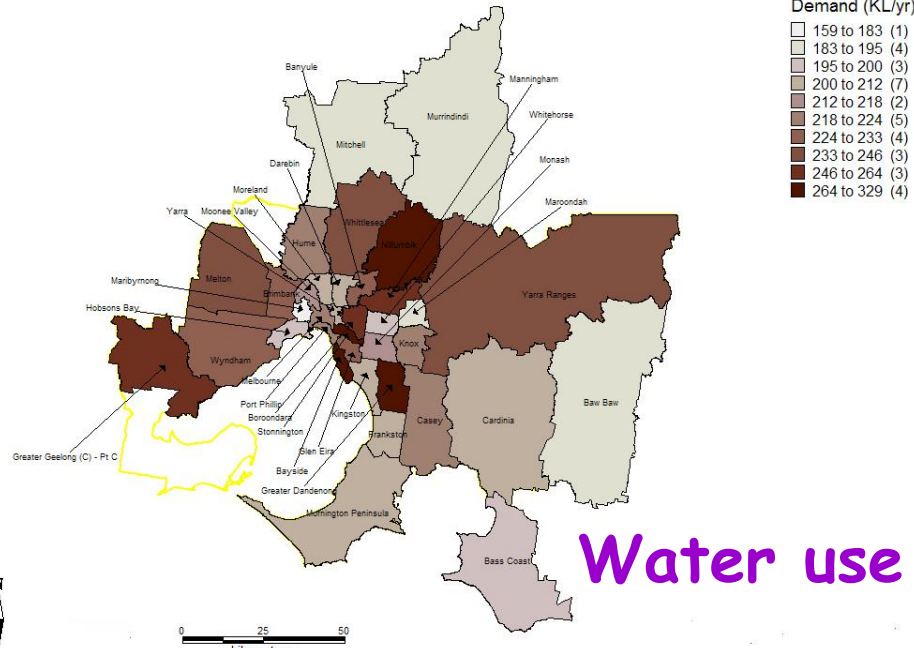 Demand (KL/yr)
159 to 183 (1)
183 to 195 (4)
195 to 200 (3)
200 to 212 (7)
212 to 218 (2)
218 to 224 (5)
224 to 233 (4)
233 to 246 (3)
246 to 264 (3)
264 to 329 (4)
Banyule
Manningham
Murrindindi
Whitehorse
Mitchell
Monash
Darebin
Moreland
Maroondah
Yarra
Moonee Valley
Whittlesea
Hume
Nillumbik
Maribyrnong
Melton
Brimbank
Yarra Ranges
Hobsons Bay
Knox
Wyndham
Melbourne
Port Phillip
Boroondara
Kingston
Baw Baw
Stonnington
Casey
Cardinia
Frankston
Glen Eira
Greater Geelong (C) - Pt C
Bayside
Greater Dandenong
Mornington Peninsula
Water use
Bass Coast
0 25 50